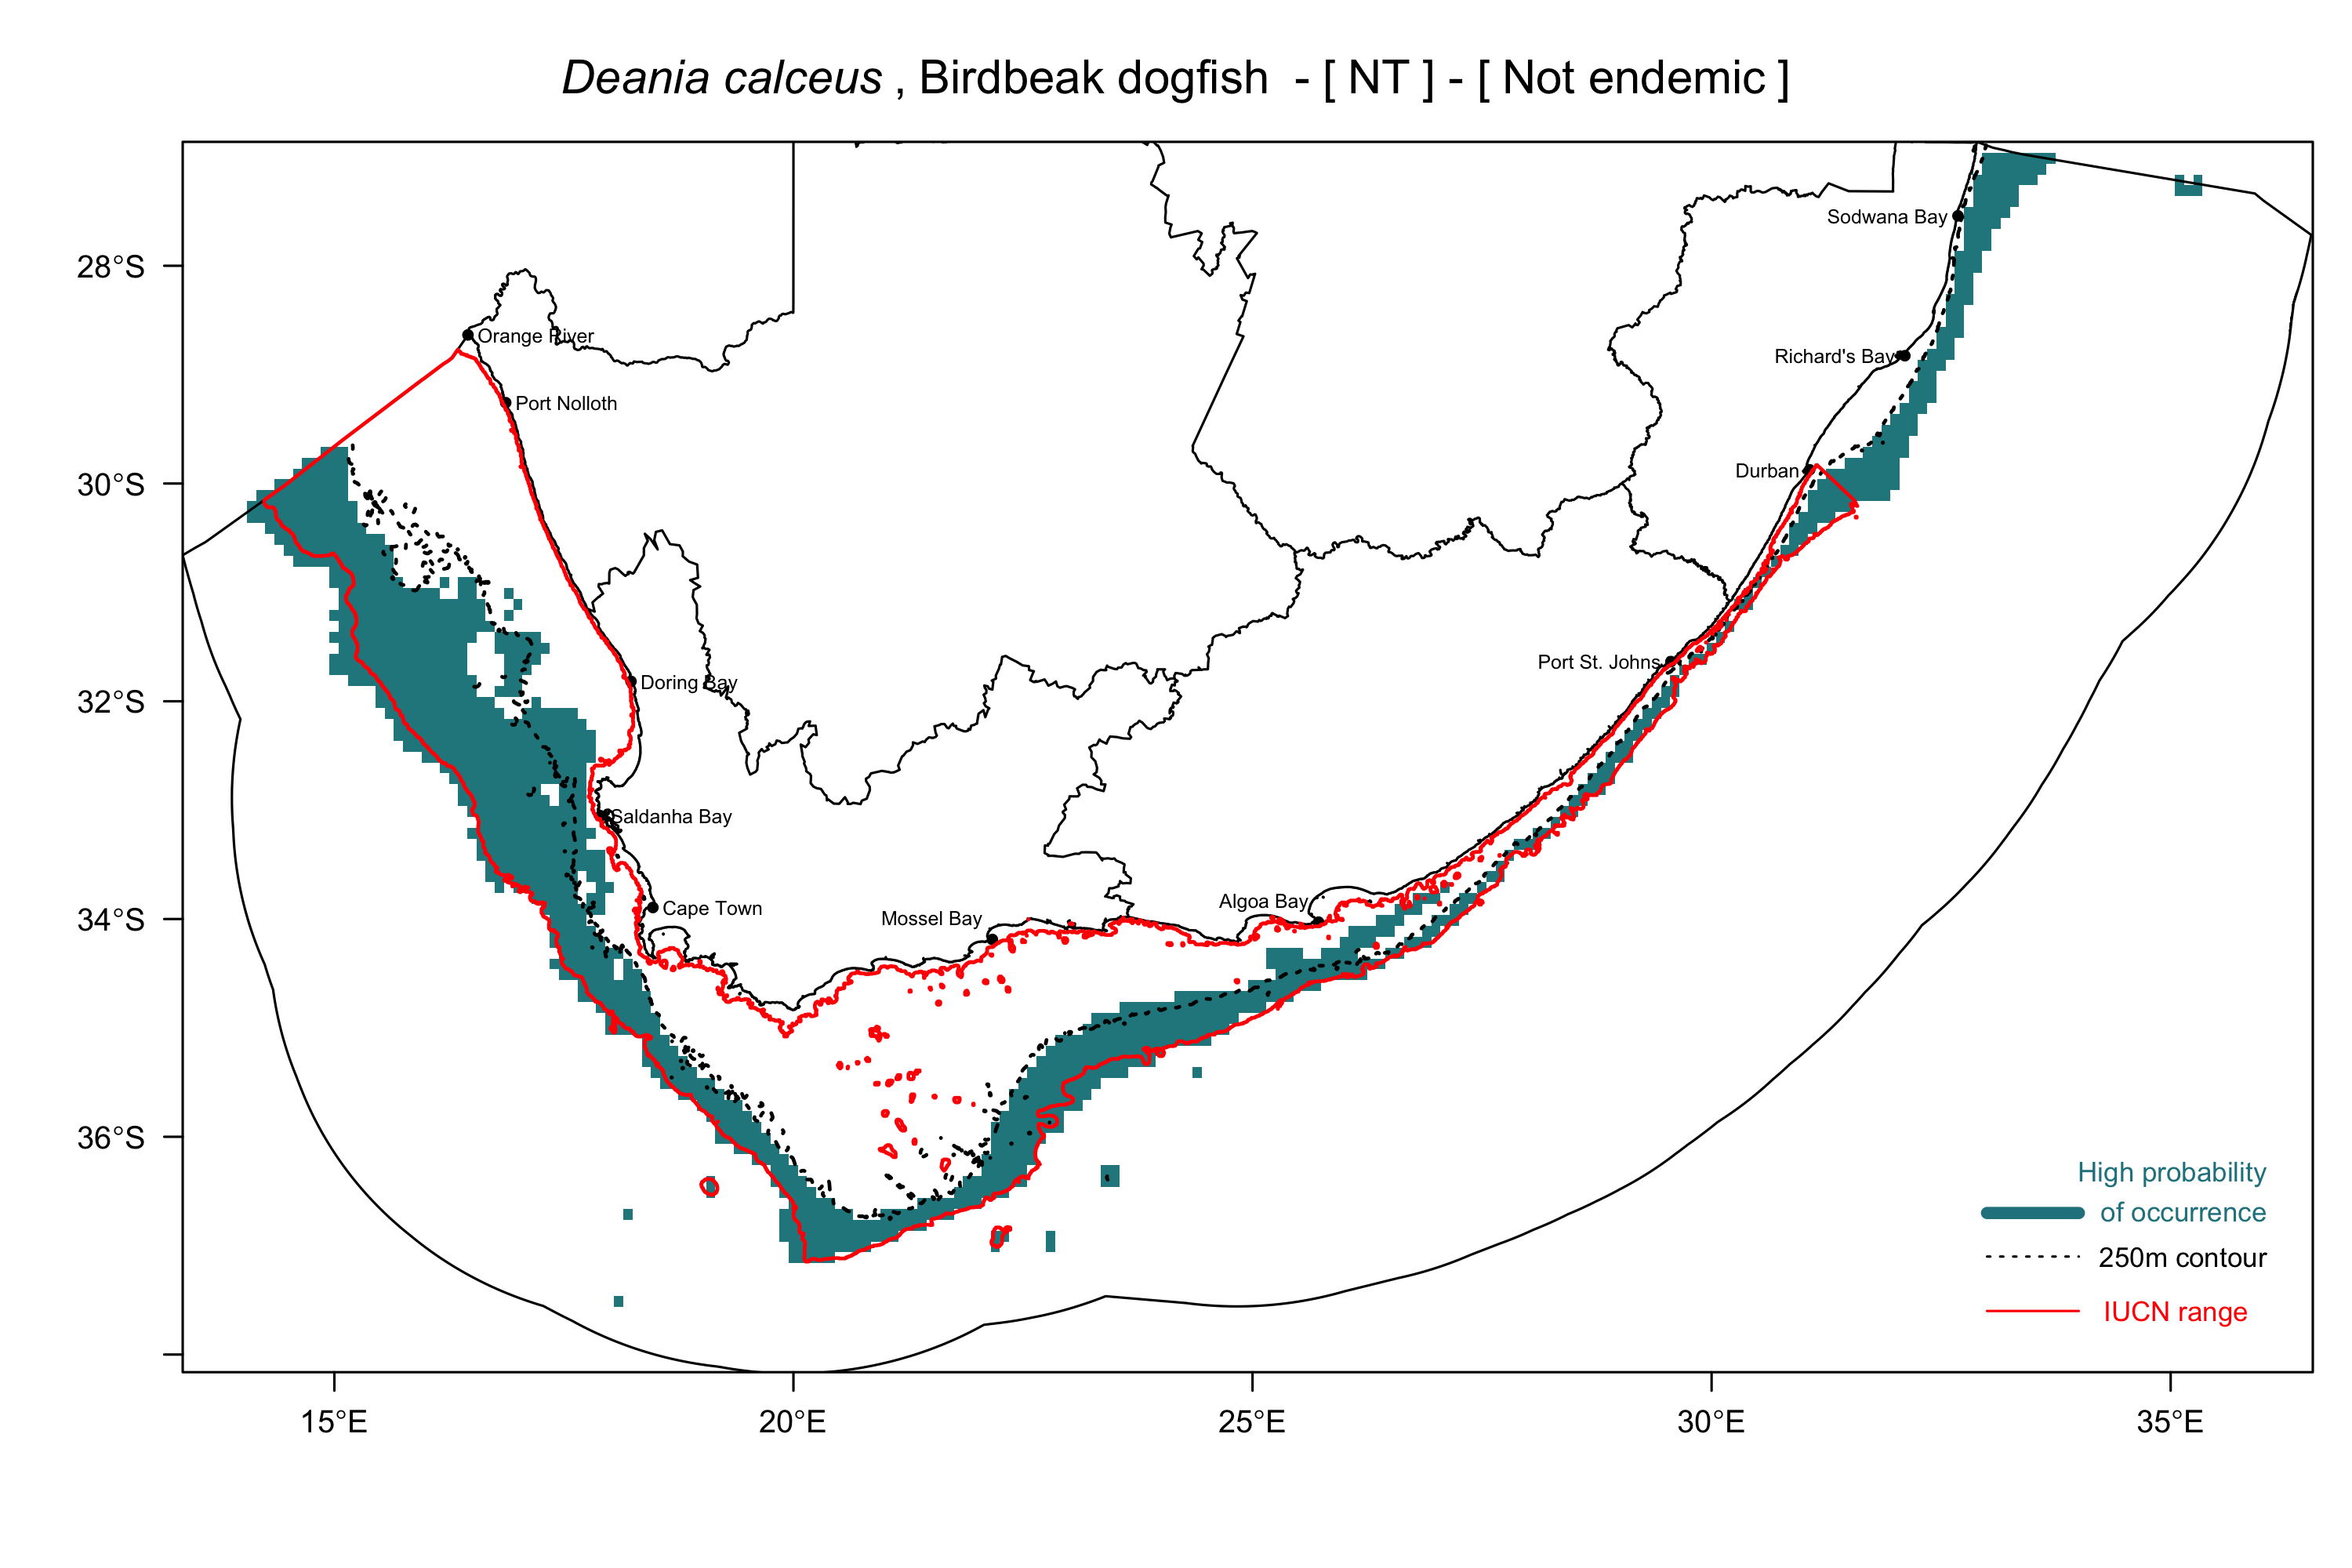 Deania calceus , Birdbeak dogfish - [ NT ] - [ Not endemic ]
Sodwana Bay
28°S
Orange River
Richard's Bay
Port Nolloth
Durban
30°S
Port St. Johns
Doring Bay
32°S
Saldanha Bay
Algoa Bay
Cape Town
Mossel Bay
34°S
36°S
High probability
of occurrence
250m contour
IUCN range
15°E
20°E
25°E
30°E
35°E